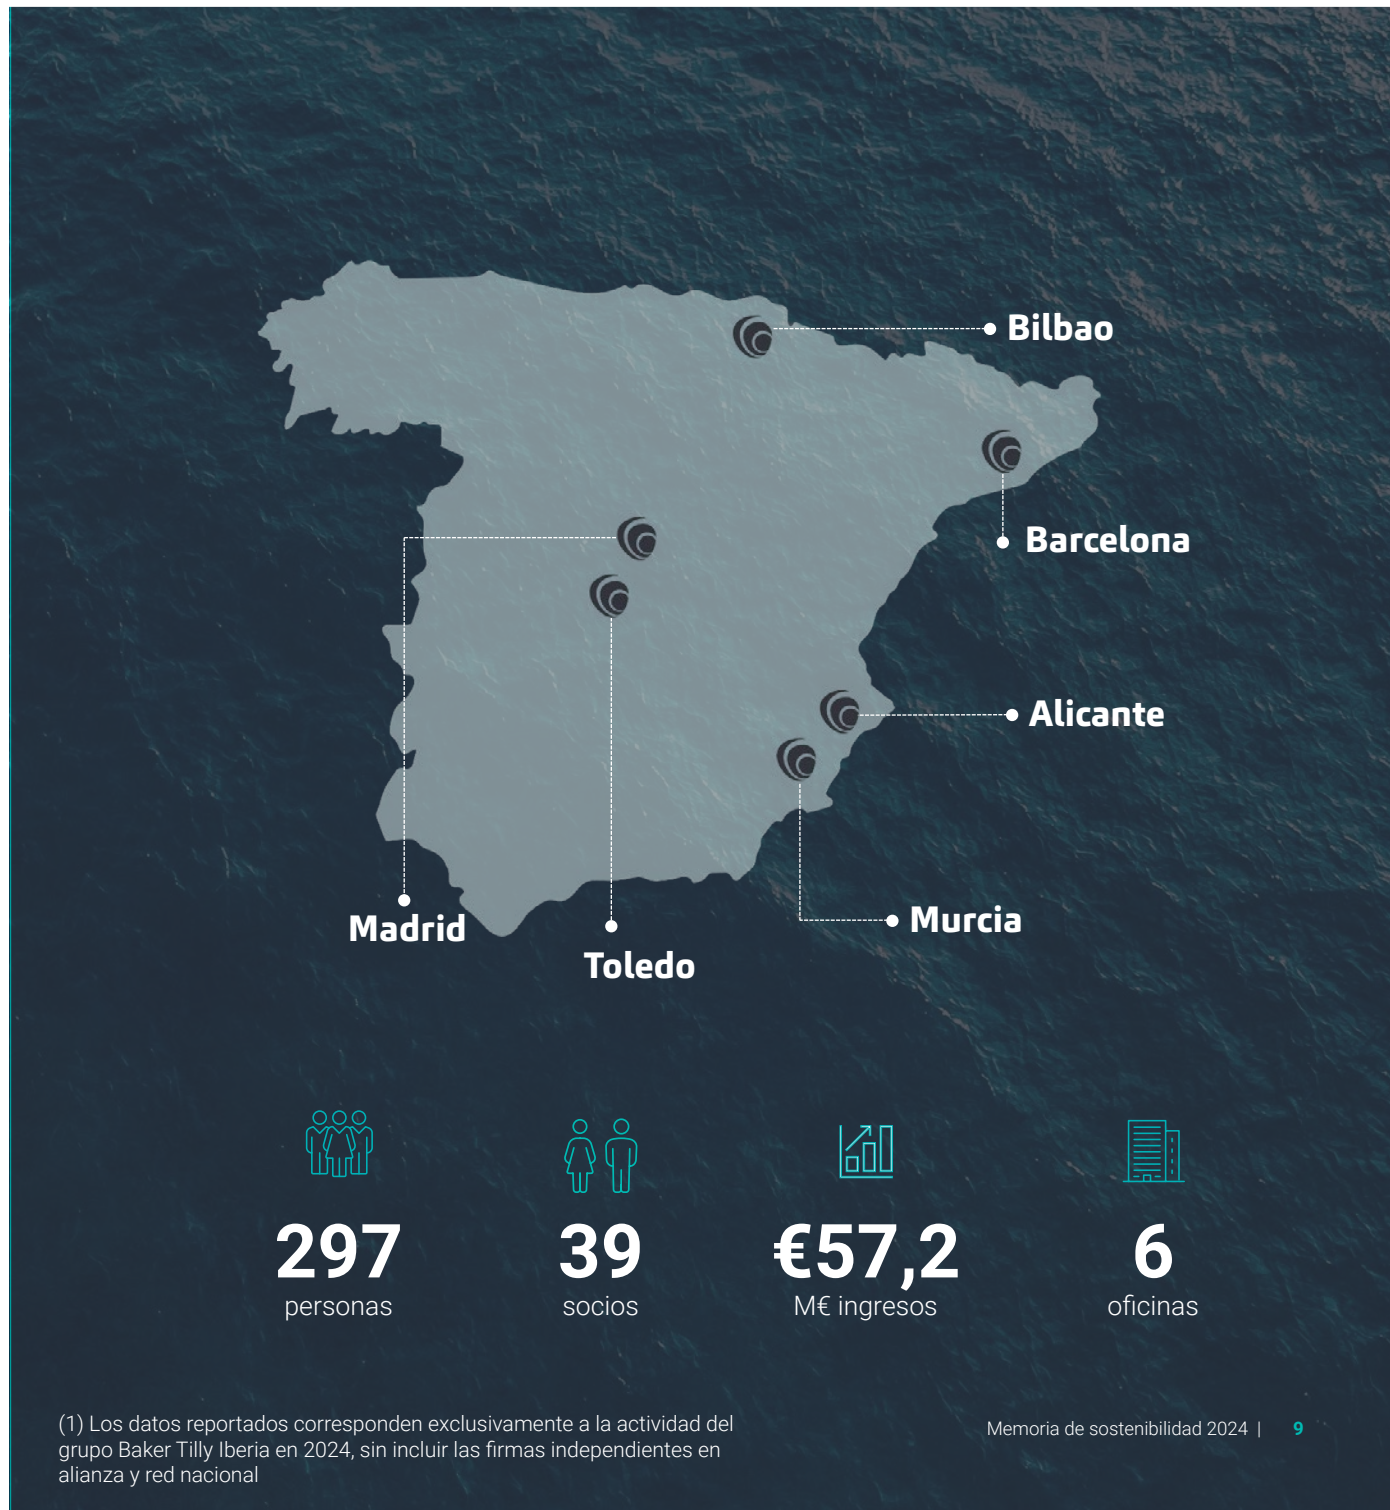 Bilbao
Barcelona
Alicante
Murcia
Madrid
Toledo
297
personas
39
socios
€57,2
M€ ingresos
6
oficinas
(1) Los datos reportados corresponden exclusivamente a la actividad del
grupo Baker Tilly Iberia en 2024, sin incluir las firmas independientes en
alianza y red nacional
Memoria de sostenibilidad 2024 | 9